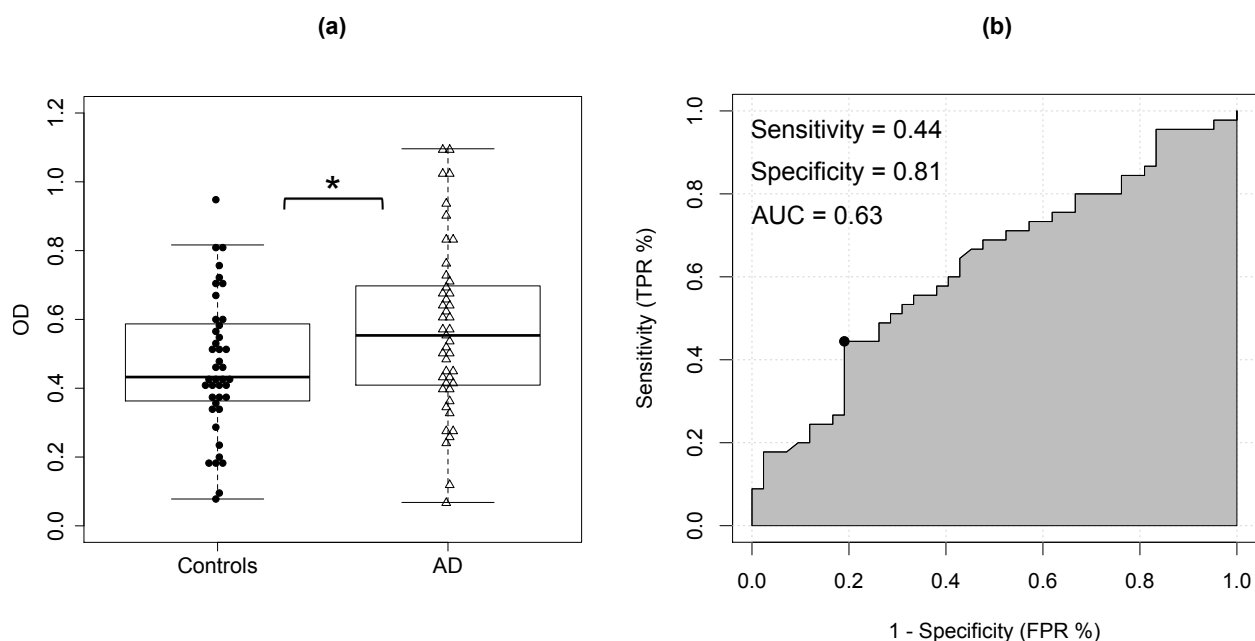 (a)
OD
1.2
1.0
0.8
0.6
0.4
0.2
0.0
*
Controls
AD
(b)
Sensitivity (TPR %)
1.0
0.8
0.6
0.4
0.2
0.0
Sensitivity = 0.44
Specificity = 0.81
AUC = 0.63
0.0 0.2 0.4 0.6 0.8 1.0
1 - Specificity (FPR %)